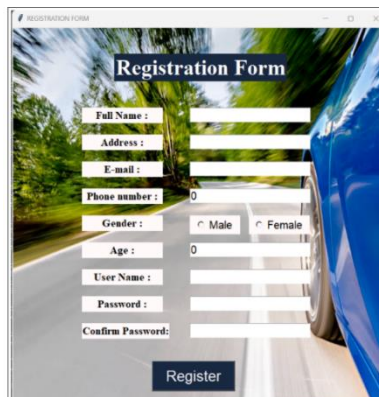 REGISTRATION FORM
Registration Form
Full Name :
Address :
E-mail :
Phone number : 0
Gender : Male Female
Age : 0
User Name :
Password :
Confirm Password:
Register